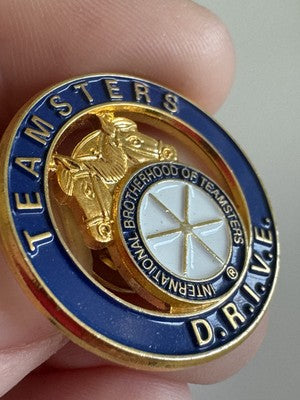 TEAMSTERS
INTERNATIONAL BROTHERHOOD OF TEAMSTERS
®
D.R.I.V.E.